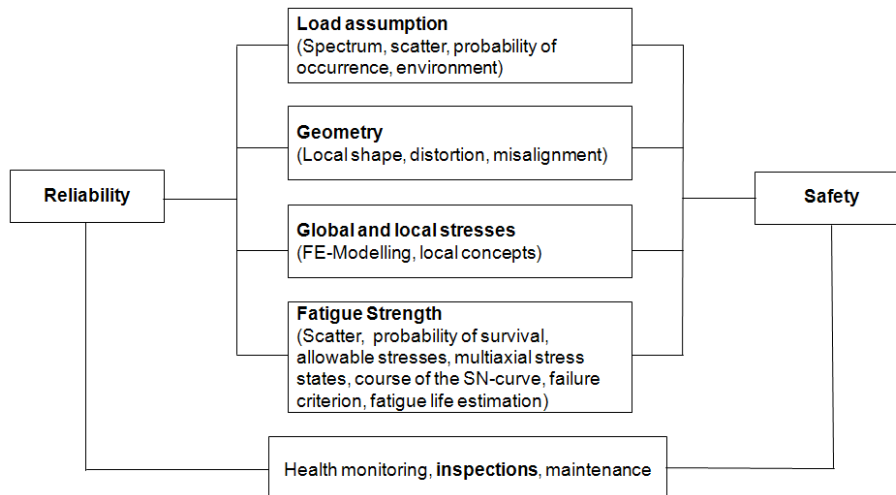 Load assumption
(Spectrum, scatter, probability of
occurrence, environment)
Geometry
(Local shape, distortion, misalignment)
Reliability
Safety
Global and local stresses
(FE-Modelling, local concepts)
Fatigue Strength
(Scatter, probability of survival,
allowable stresses, multiaxial stress
states, course of the SN-curve, failure
criterion, fatigue life estimation)
Health monitoring, inspections, maintenance